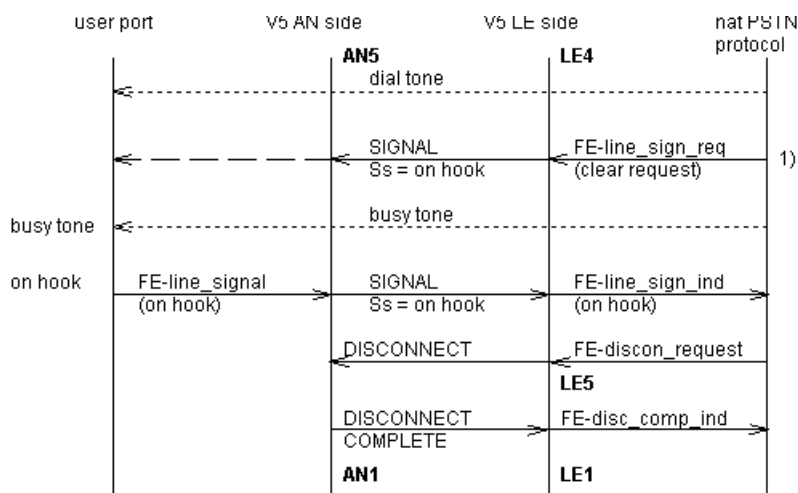 user port V5 AN side V5 LE side nat PSTN
protocol
AN5 LE4
dial tone
SIGNAL FE-line_sign_req
1)
Ss = on hook (clear request)
busy tone
busy tone
on hook FE-line_signal SIGNAL FE-line_sign_ind
(on hook) Ss = on hook (on hook)
DISCONNECT FE-discon_request
LE5
DISCONNECT FE-disc_comp_ind
COMPLETE
AN1 LE1